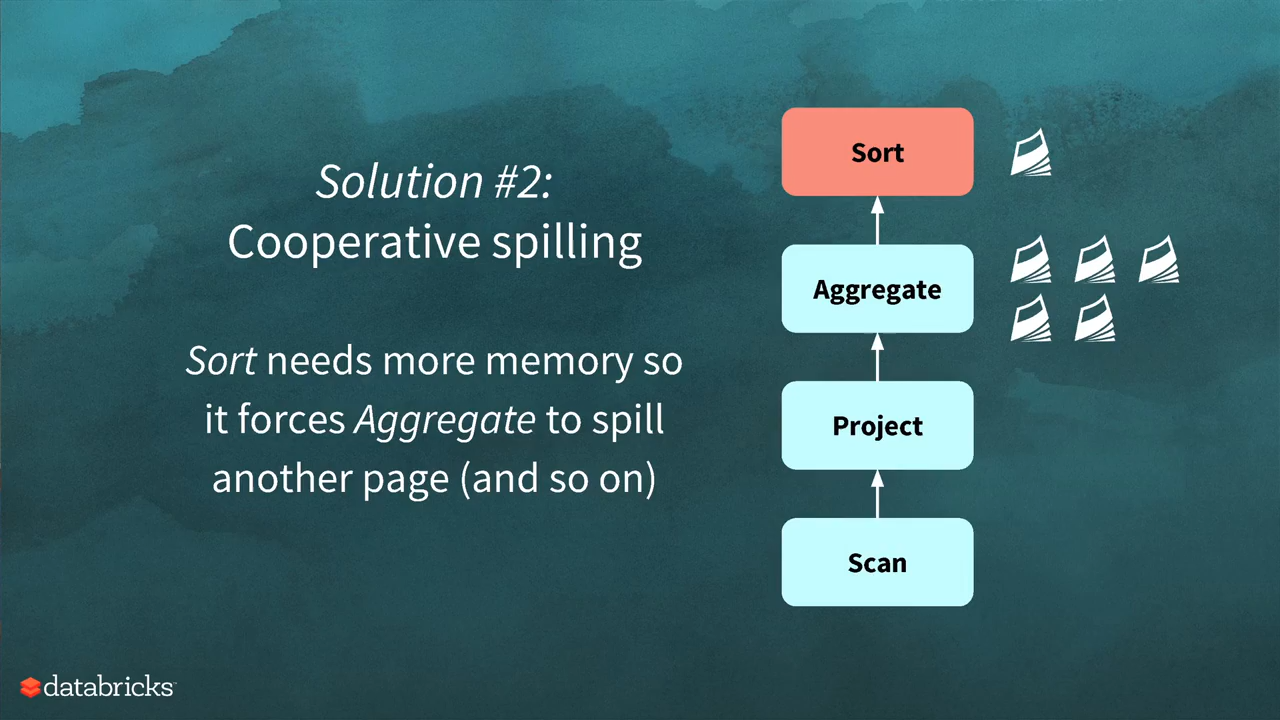 Solution #2:
Cooperative spilling
Sort needs more memory so
it forces Aggregate to spill
another page (and so on)
Sort
Aggregate
Project
Scan
databricks